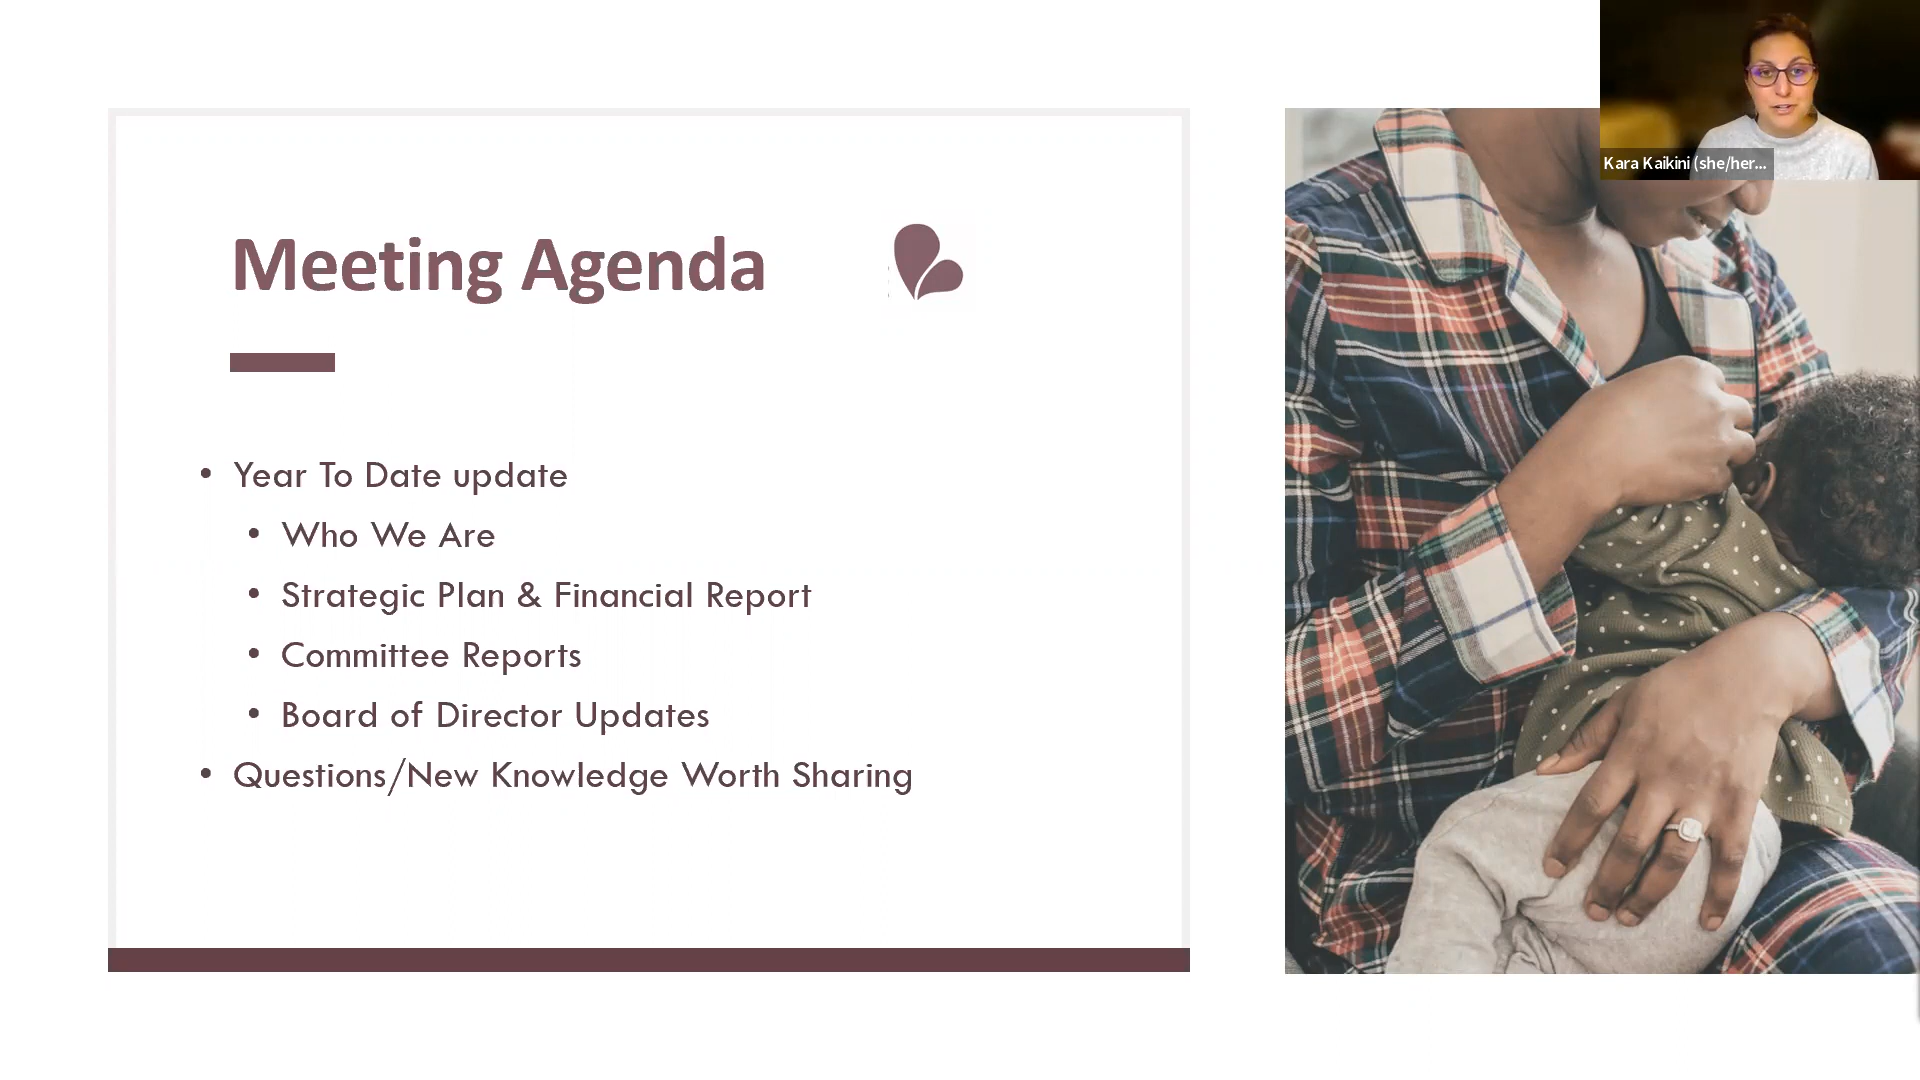 Kara Kaikini (she/her...
Meeting Agenda
• Year To Date update
• Who We Are
• Strategic Plan & Financial Report
• Committee Reports
• Board of Director Updates
• Questions/New Knowledge Worth Sharing